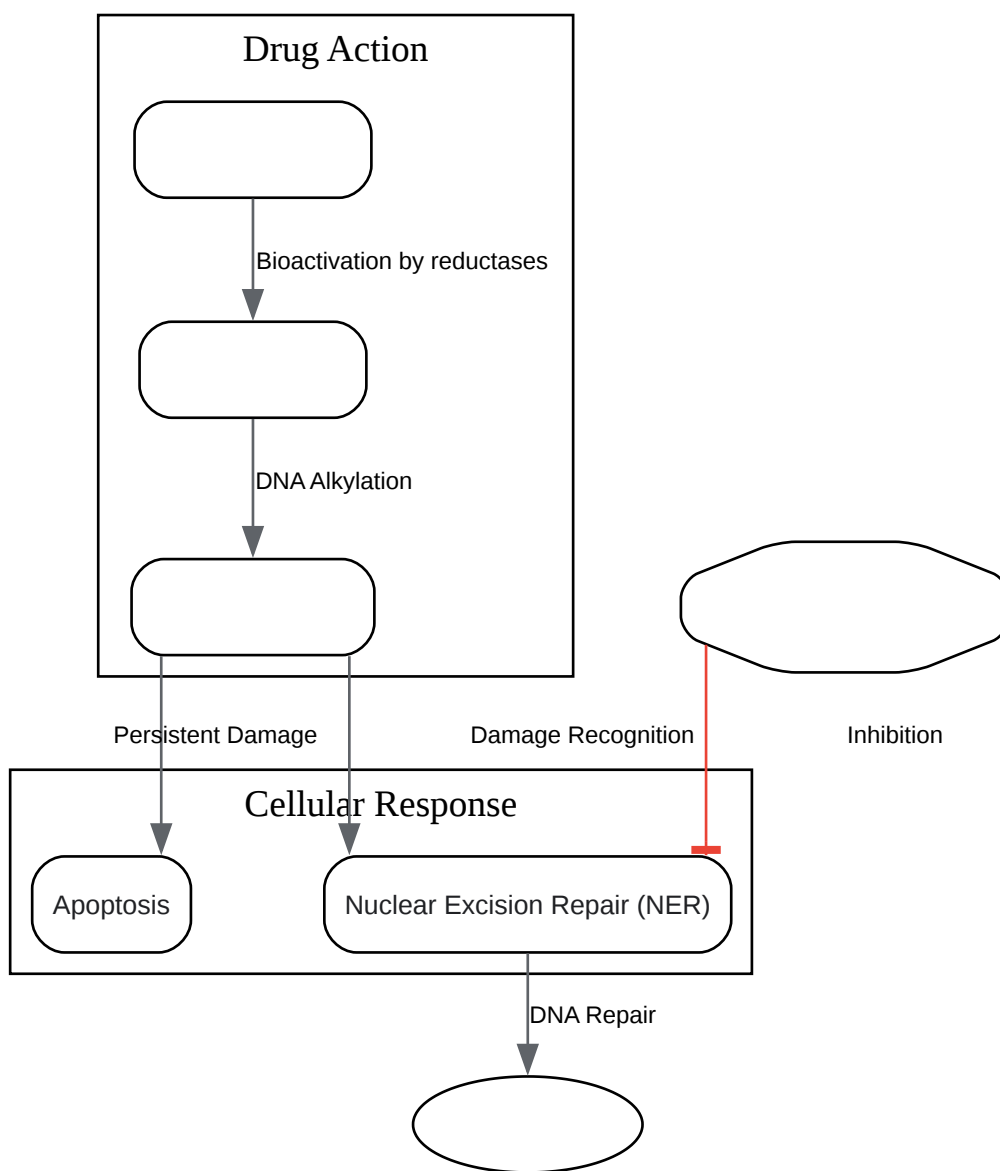 Drug Action
Bioactivation by reductases
DNA Alkylation
Persistent Damage
Damage Recognition
Inhibition
Cellular Response
Apoptosis
Nuclear Excision Repair (NER)
DNA Repair